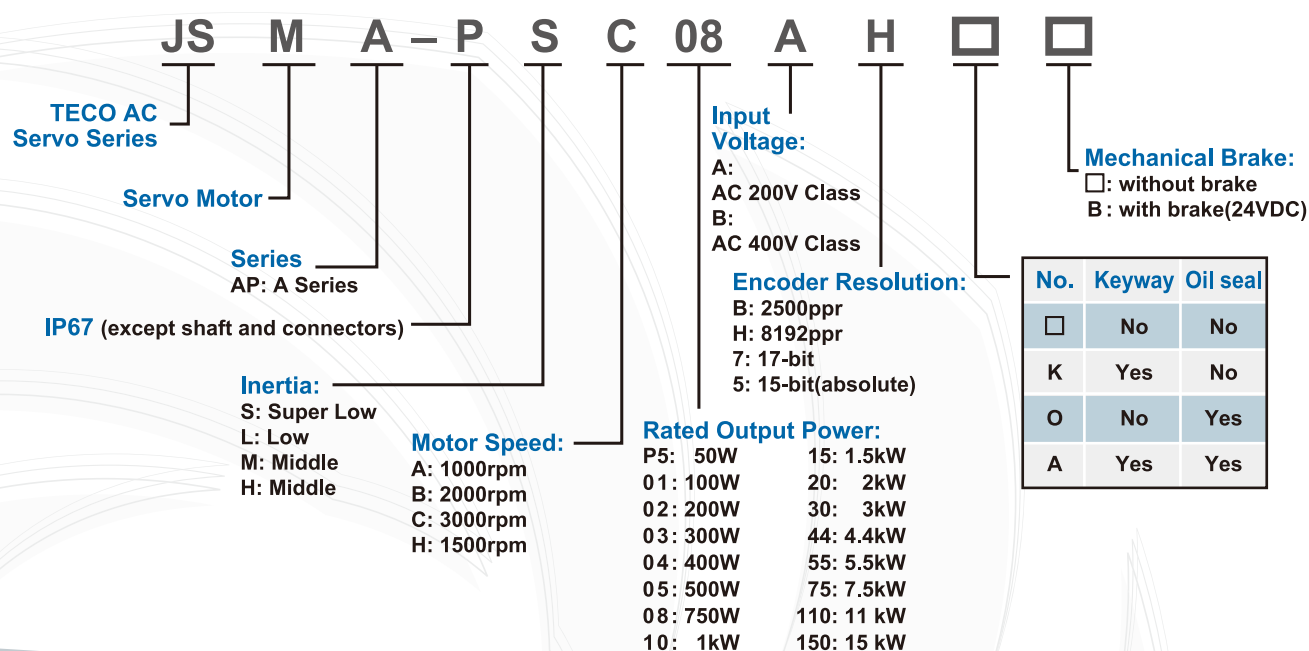 JS M A – P S C 08 A H □ □
TECO AC
Servo Series
Servo Motor
Series
AP: A Series
IP67 (except shaft and connectors)
Inertia:
S: Super Low
L: Low
M: Middle
H: Middle
Motor Speed:
A: 1000rpm
B: 2000rpm
C: 3000rpm
H: 1500rpm
Rated Output Power:
P5: 50W 15: 1.5kW
01: 100W 20: 2kW
02: 200W 30: 3kW
03: 300W 44: 4.4kW
04: 400W 55: 5.5kW
05: 500W 75: 7.5kW
08: 750W 110: 11 kW
10: 1kW 150: 15 kW
Input
Voltage:
A:
AC 200V Class
B:
AC 400V Class
Encoder Resolution:
B: 2500ppr
H: 8192ppr
7: 17-bit
5: 15-bit(absolute)
Mechanical Brake:
□: without brake
B: with brake(24VDC)
No. Keyway Oil seal
□ No No
K Yes No
O No Yes
A Yes Yes